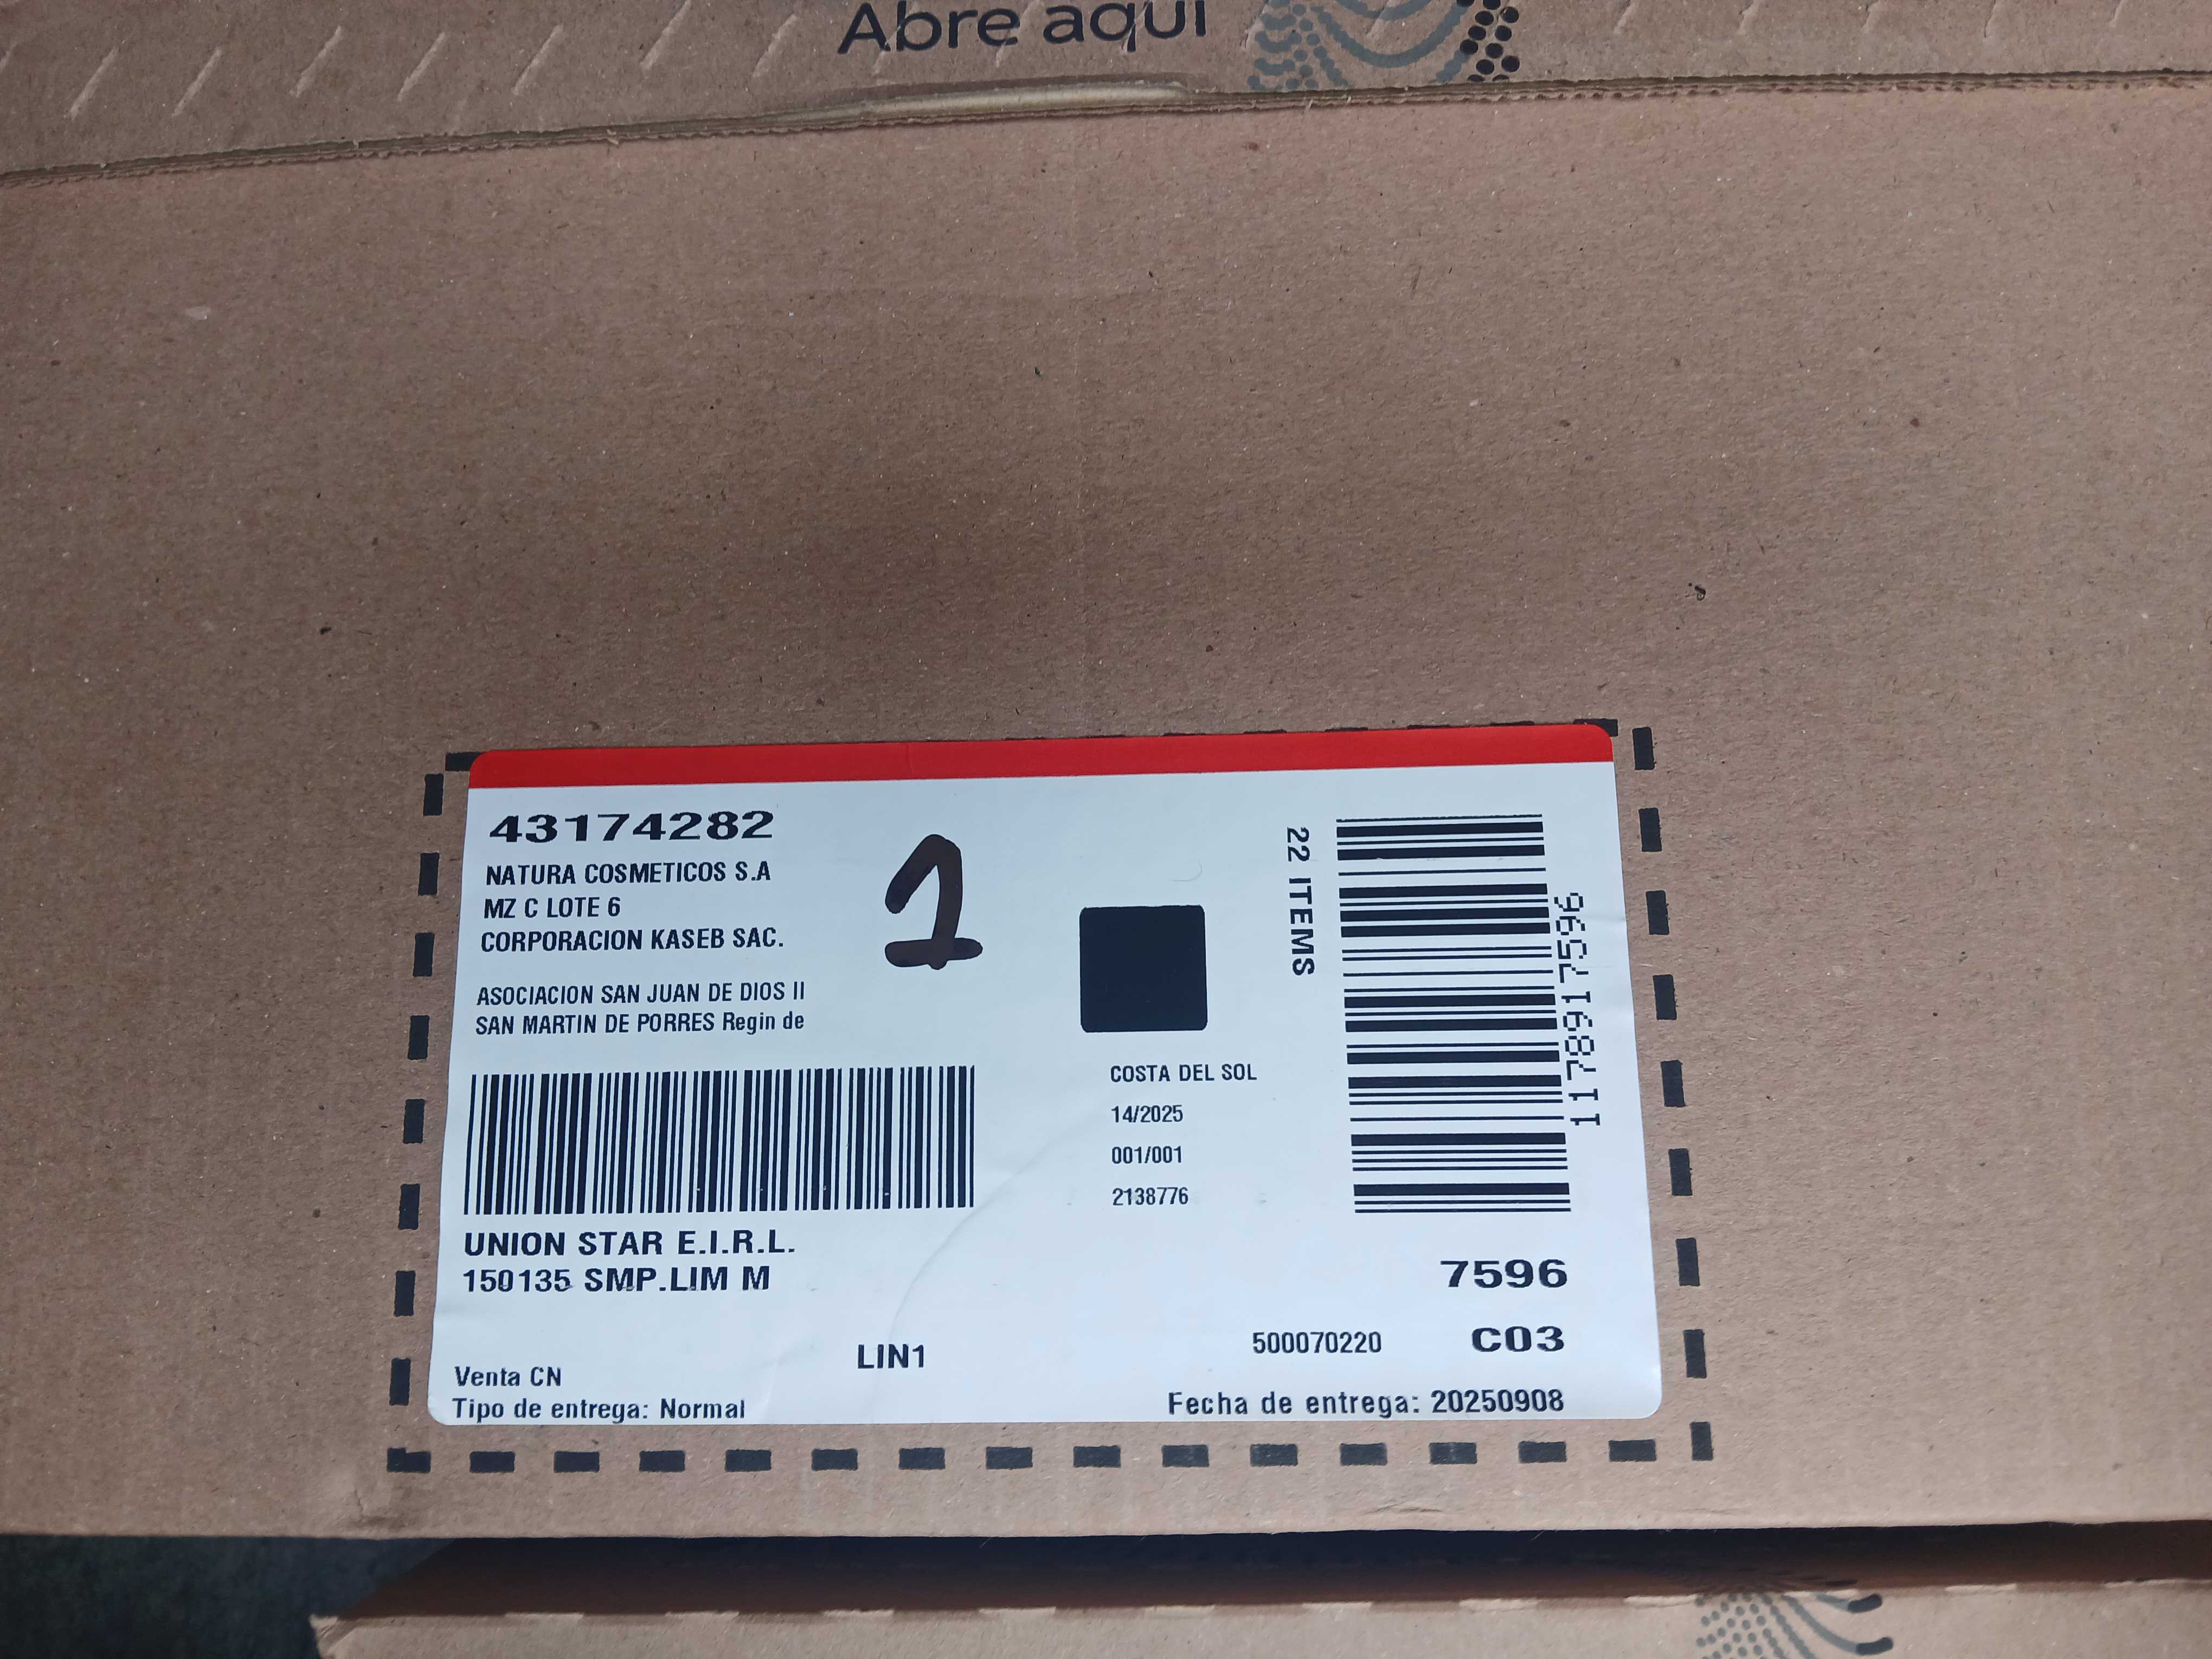 Abre aquí
43174282
NATURA COSMETICOS S.A
MZ C LOTE 6
CORPORACION KASEB SAC.
ASOCIACION SAN JUAN DE DIOS II
SAN MARTIN DE PORRES Regin de
1
22 ITEMS
1178917596
COSTA DEL SOL
14/2025
001/001
2138776
UNION STAR E.I.R.L.
150135 SMP.LIM M
7596
500070220 C03
LIN1
Venta CN
Tipo de entrega: Normal
Fecha de entrega: 20250908